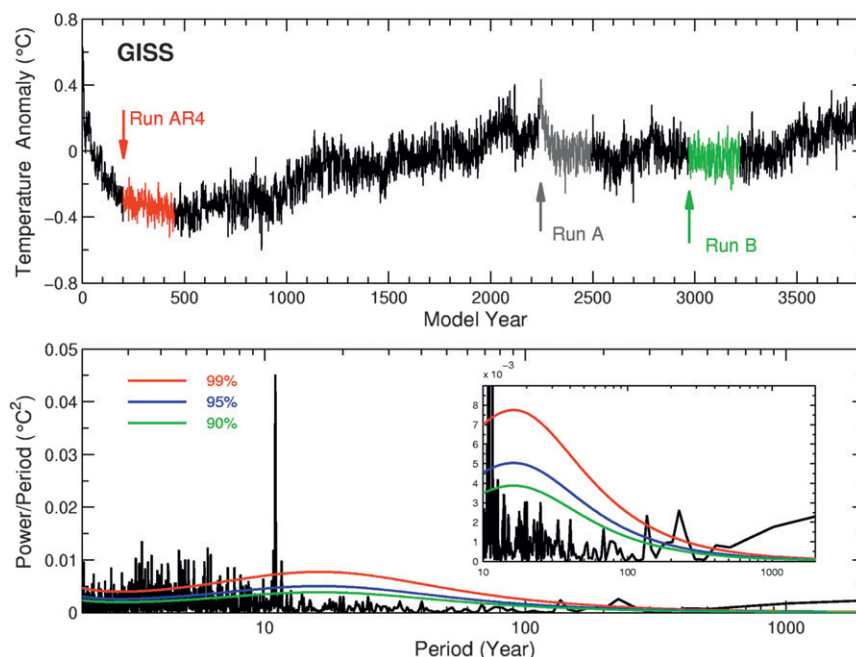 GISS
Temperature Anomaly (°C)
0.8
0.4
0
−0.4
−0.8
Run AR4
Run A
Run B
0 500 1000 1500 2000 2500 3000 3500
Model Year
Power/Period (°C²)
0.05
0.04
0.03
0.02
0.01
0
99%
95%
90%
x 10⁻³
8
7
6
5
4
3
2
1
0
10 100 1000
10 100 1000
Period (Year)